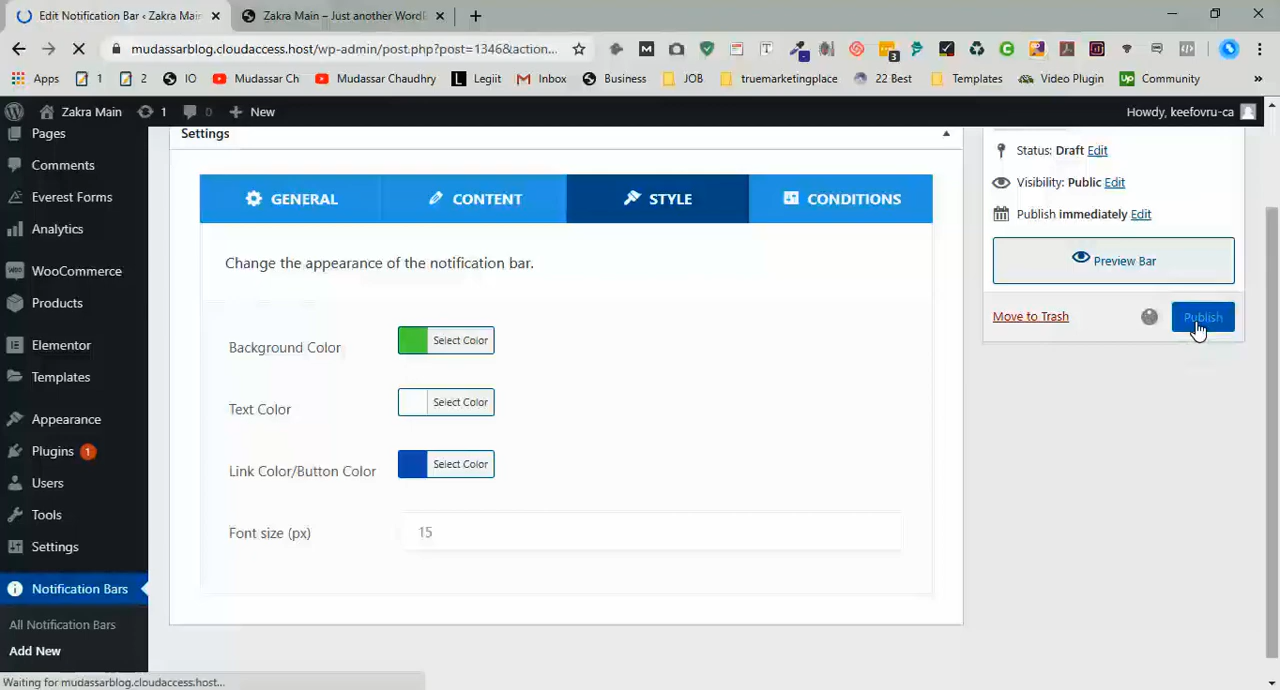 Edit Notification Bar ‹ Zakra Mai
Zakra Main – Just another WordP
mudassarblog.cloudaccess.host/wp-admin/post.php?post=1346&action...
Apps
1
2
IO
Mudassar Ch
Mudassar Chaudhry
Legiit
Inbox
Business
JOB
truemarketplace
22 Best
Templates
Video Plugin
Community
»
Zakra Main
1
0
New
Howdy, keefovru-ca
Pages
Comments
Everest Forms
Analytics
WooCommerce
Products
Elementor
Templates
Appearance
Plugins 1
Users
Tools
Settings
Notification Bars
All Notification Bars
Add New
Settings
GENERAL
CONTENT
STYLE
CONDITIONS
Change the appearance of the notification bar.
Background Color
Select Color
Text Color
Select Color
Link Color/Button Color
Select Color
Font size (px)
15
Status: Draft Edit
Visibility: Public Edit
Publish immediately Edit
Preview Bar
Move to Trash
Publish
Waiting for mudassarblog.cloudaccess.host...